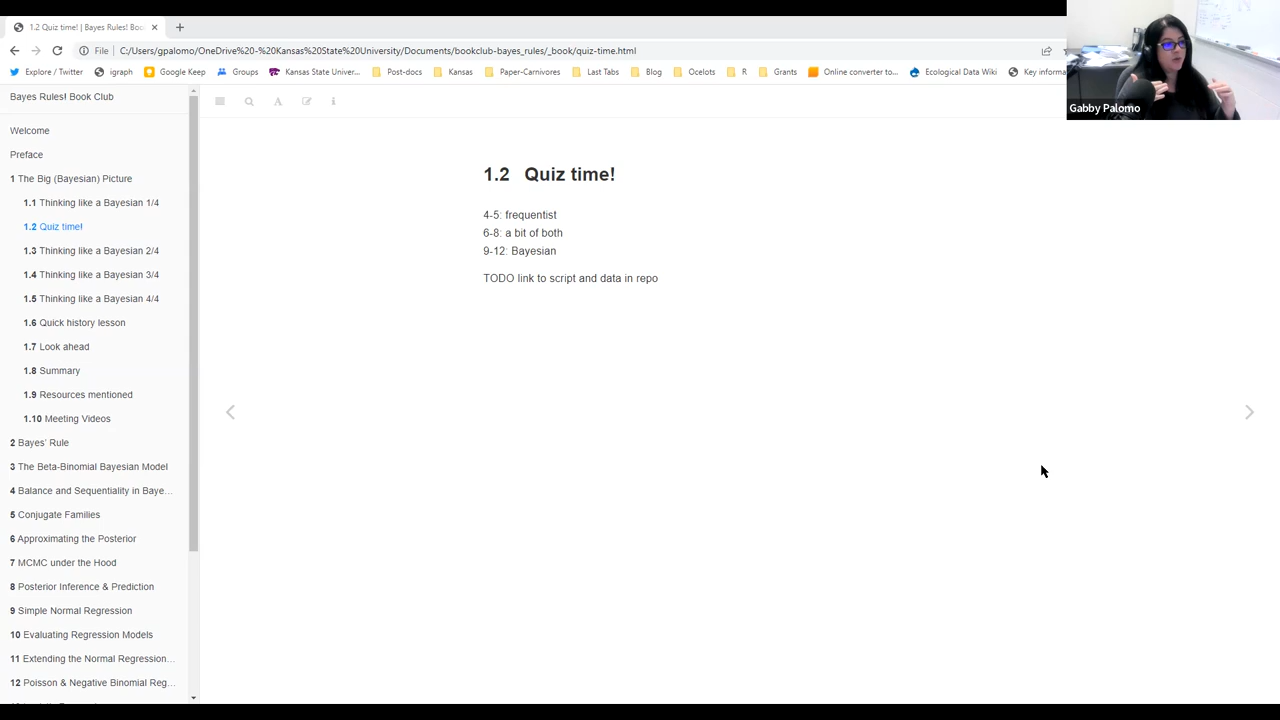 1.2 Quiz time! | Bayes Rules! Boo
File C:/Users/gpalomo/OneDrive%20-%20Kansas%20State%20University/Documents/bookclub-bayes_rules/_book/quiz-time.html
Explore / Twitter igraph Google Keep Groups Kansas State Univer... Post-docs Kansas Paper-Carnivores Last Tabs Blog Ocelots R Grants Online converter to... Ecological Data Wiki Key informa
Gabby Palomo
Bayes Rules! Book Club
Welcome
Preface
1 The Big (Bayesian) Picture
1.1 Thinking like a Bayesian 1/4
1.2 Quiz time!
1.3 Thinking like a Bayesian 2/4
1.4 Thinking like a Bayesian 3/4
1.5 Thinking like a Bayesian 4/4
1.6 Quick history lesson
1.7 Look ahead
1.8 Summary
1.9 Resources mentioned
1.10 Meeting Videos
2 Bayes' Rule
3 The Beta-Binomial Bayesian Model
4 Balance and Sequentiality in Baye...
5 Conjugate Families
6 Approximating the Posterior
7 MCMC under the Hood
8 Posterior Inference & Prediction
9 Simple Normal Regression
10 Evaluating Regression Models
11 Extending the Normal Regression...
12 Poisson & Negative Binomial Reg...
1.2 Quiz time!
4-5: frequentist
6-8: a bit of both
9-12: Bayesian
TODO link to script and data in repo